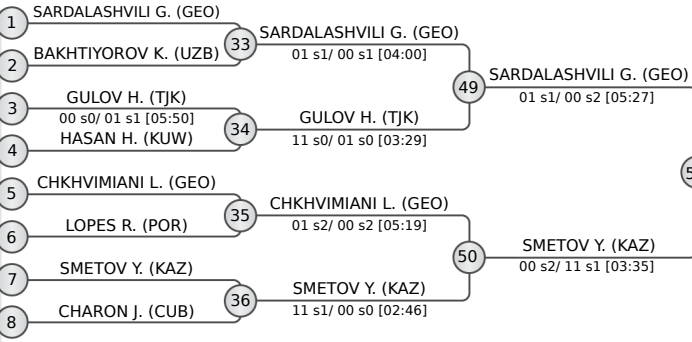 1
SARDALASHVILI G. (GEO)
2
BAKHTIYOROV K. (UZB)
33
SARDALASHVILI G. (GEO)
01 s1/ 00 s1 [04:00]
3
GULOV H. (TJK)
00 s0/ 01 s1 [05:50]
4
HASAN H. (KUW)
34
GULOV H. (TJK)
11 s0/ 01 s0 [03:29]
49
SARDALASHVILI G. (GEO)
01 s1/ 00 s2 [05:27]
5
CHKHVIMIANI L. (GEO)
6
LOPES R. (POR)
35
CHKHVIMIANI L. (GEO)
01 s2/ 00 s2 [05:19]
7
SMETOV Y. (KAZ)
8
CHARON J. (CUB)
36
SMETOV Y. (KAZ)
11 s1/ 00 s0 [02:46]
50
SMETOV Y. (KAZ)
00 s2/ 11 s1 [03:35]